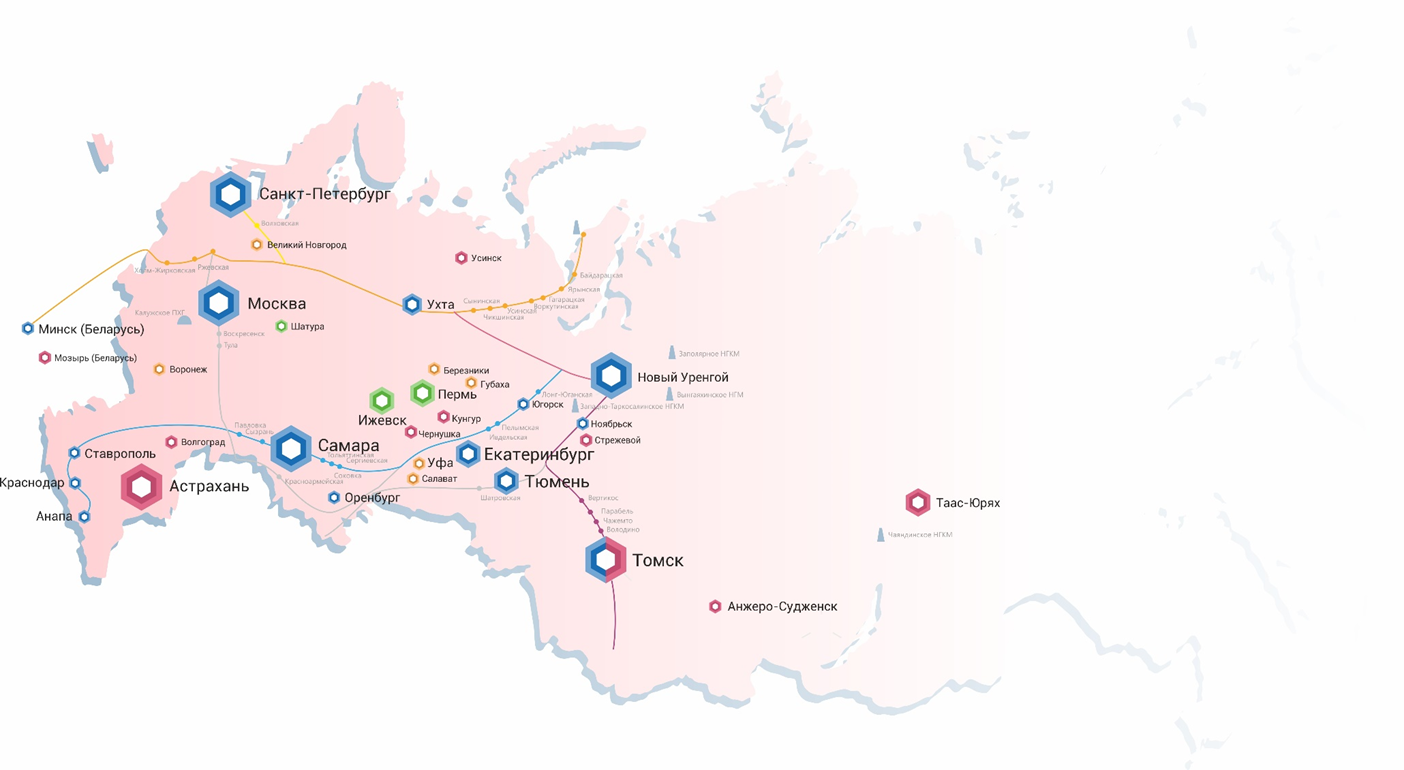 Санкт-Петербург
Волховская
Великий Новгород
Усинск
Холм-Жирковская
Ржевская
Байдарацкая
Ярынская
Гагарацкая
Воркутинская
Усинская
Сынинская
Чикшинская
Москва
Ухта
Калужское ПХГ
Минск (Беларусь)
Шатура
Воскресенск
Тула
Мозырь (Беларусь)
Заполярное НГКМ
Воронеж
Березники
Губаха
Новый Уренгой
Пермь
Лонг-Юганская
Вынгаяхинское НГМ
Югорск
Западно-Таркосалинское НГКМ
Ижевск
Кунгур
Ноябрьск
Чернушка
Пелымская
Ивдельская
Стрежевой
Павловка
Сызрань
Волгоград
Самара
Ставрополь
Тольяттинская
Сергиевская
Екатеринбург
Уфа
Соковка
Салават
Красноармейская
Тюмень
Краснодар
Астрахань
Оренбург
Шатровская
Вертикос
Таас-Юрях
Анапа
Парабель
Чажемто
Володино
Чаяндинское НГКМ
Томск
Анжеро-Судженск